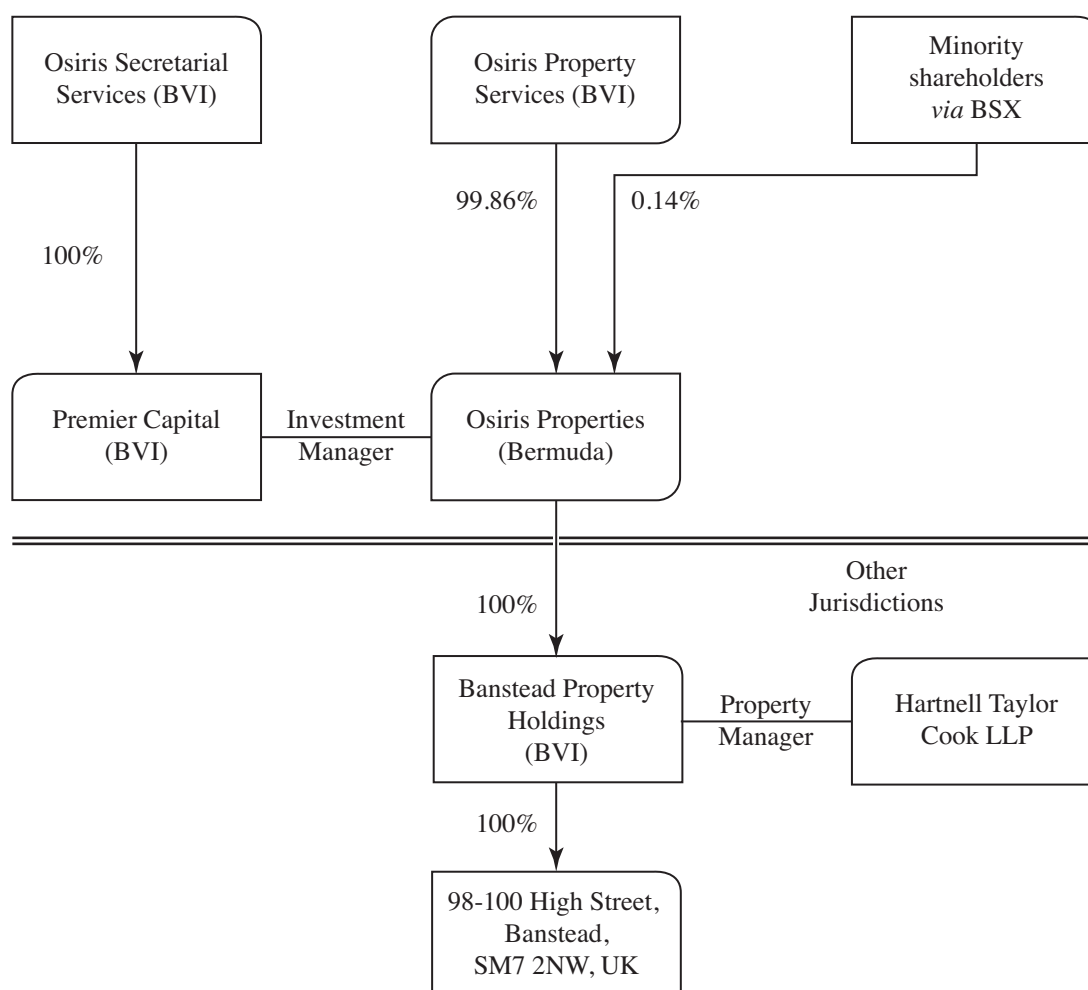 Osiris Secretarial
Services (BVI)
Osiris Property
Services (BVI)
Minority
shareholders
via BSX
100%
99.86%
0.14%
Premier Capital
(BVI)
Investment
Manager
Osiris Properties
(Bermuda)
Other
Jurisdictions
100%
Banstead Property
Holdings
(BVI)
Property
Manager
Hartnell Taylor
Cook LLP
100%
98-100 High Street,
Banstead,
SM7 2NW, UK